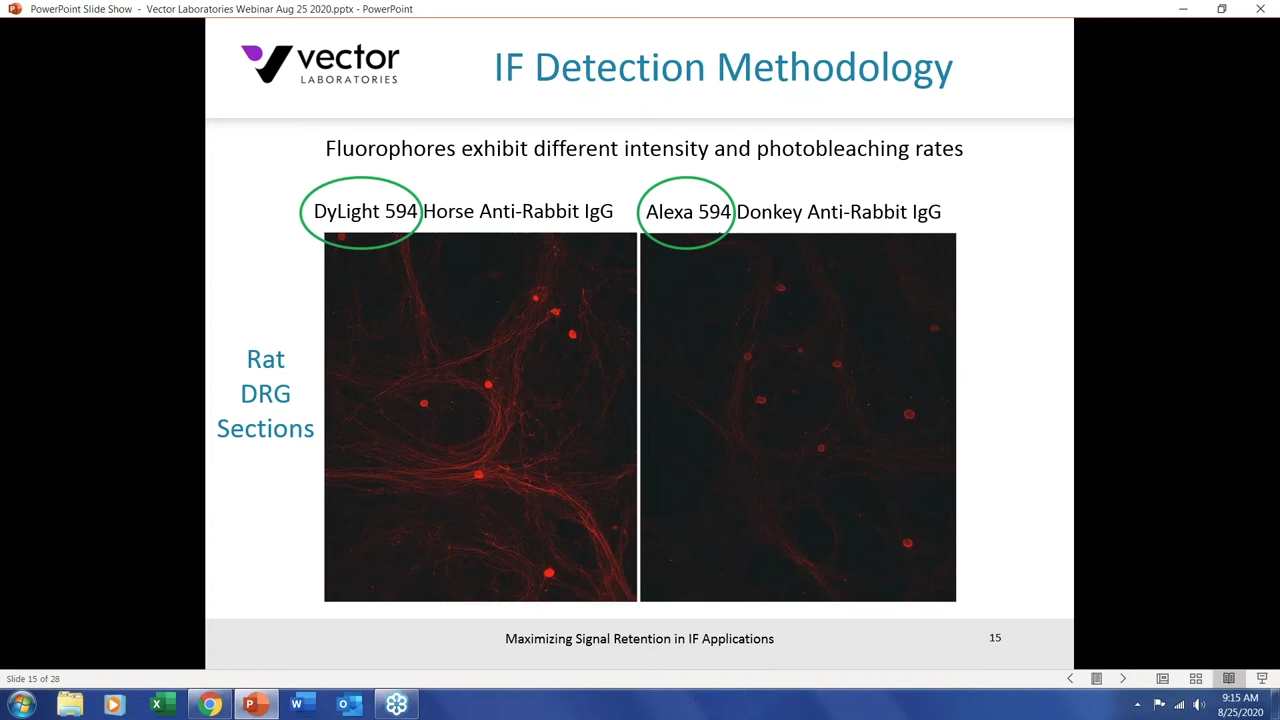 PowerPoint Slide Show - Vector Laboratories Webinar Aug 25 2020.pptx - PowerPoint
vector
LABORATORIES
IF Detection Methodology
Fluorophores exhibit different intensity and photobleaching rates
DyLight 594 Horse Anti-Rabbit IgG
Alexa 594 Donkey Anti-Rabbit IgG
Rat
DRG
Sections
Maximizing Signal Retention in IF Applications
15
Slide 15 of 28
9:15 AM
8/25/2020